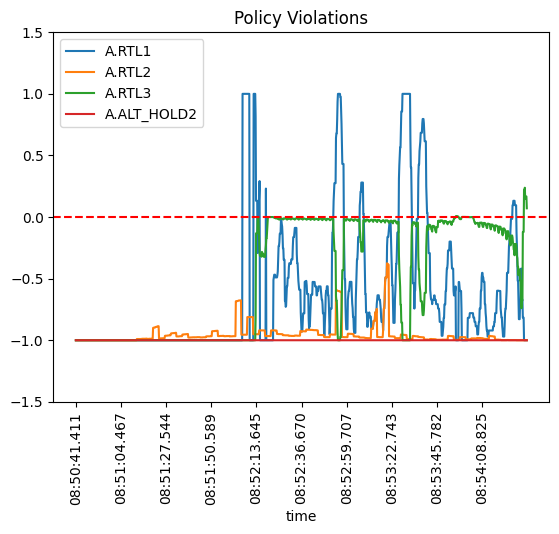 Policy Violations
A.RTL1
A.RTL2
A.RTL3
A.ALT_HOLD2
1.5
1.0
0.5
0.0
−0.5
−1.0
−1.5
08:50:41.411
08:51:04.467
08:51:27.544
08:51:50.589
08:52:13.645
08:52:36.670
08:52:59.707
08:53:22.743
08:53:45.782
08:54:08.825
time